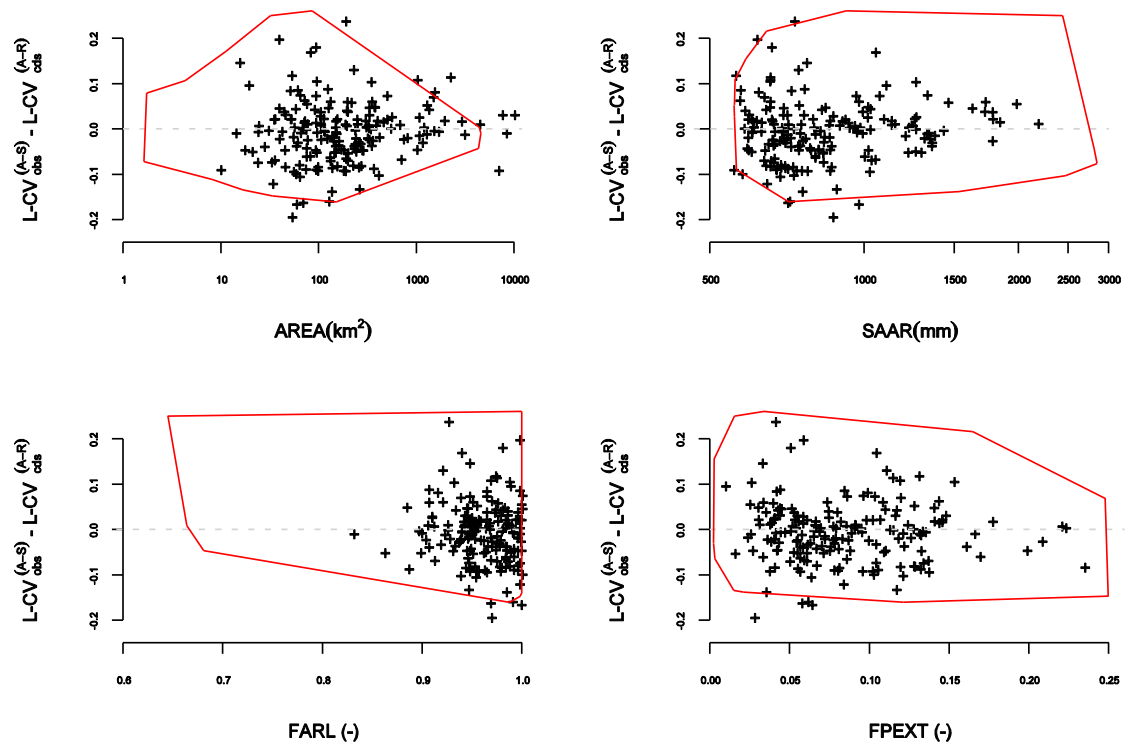 L-CV obs (A–S) - L-CV cds (A–R)
0.2
0.1
0.0
-0.1
-0.2
1 10 100 1000 10000
AREA(km²)
L-CV obs (A–S) - L-CV cds (A–R)
0.2
0.1
0.0
-0.1
-0.2
500 1000 1500 2000 2500 3000
SAAR(mm)
L-CV obs (A–S) - L-CV cds (A–R)
0.2
0.1
0.0
-0.1
-0.2
0.6 0.7 0.8 0.9 1.0
FARL (-)
L-CV obs (A–S) - L-CV cds (A–R)
0.2
0.1
0.0
-0.1
-0.2
0.00 0.05 0.10 0.15 0.20 0.25
FPEXT (-)